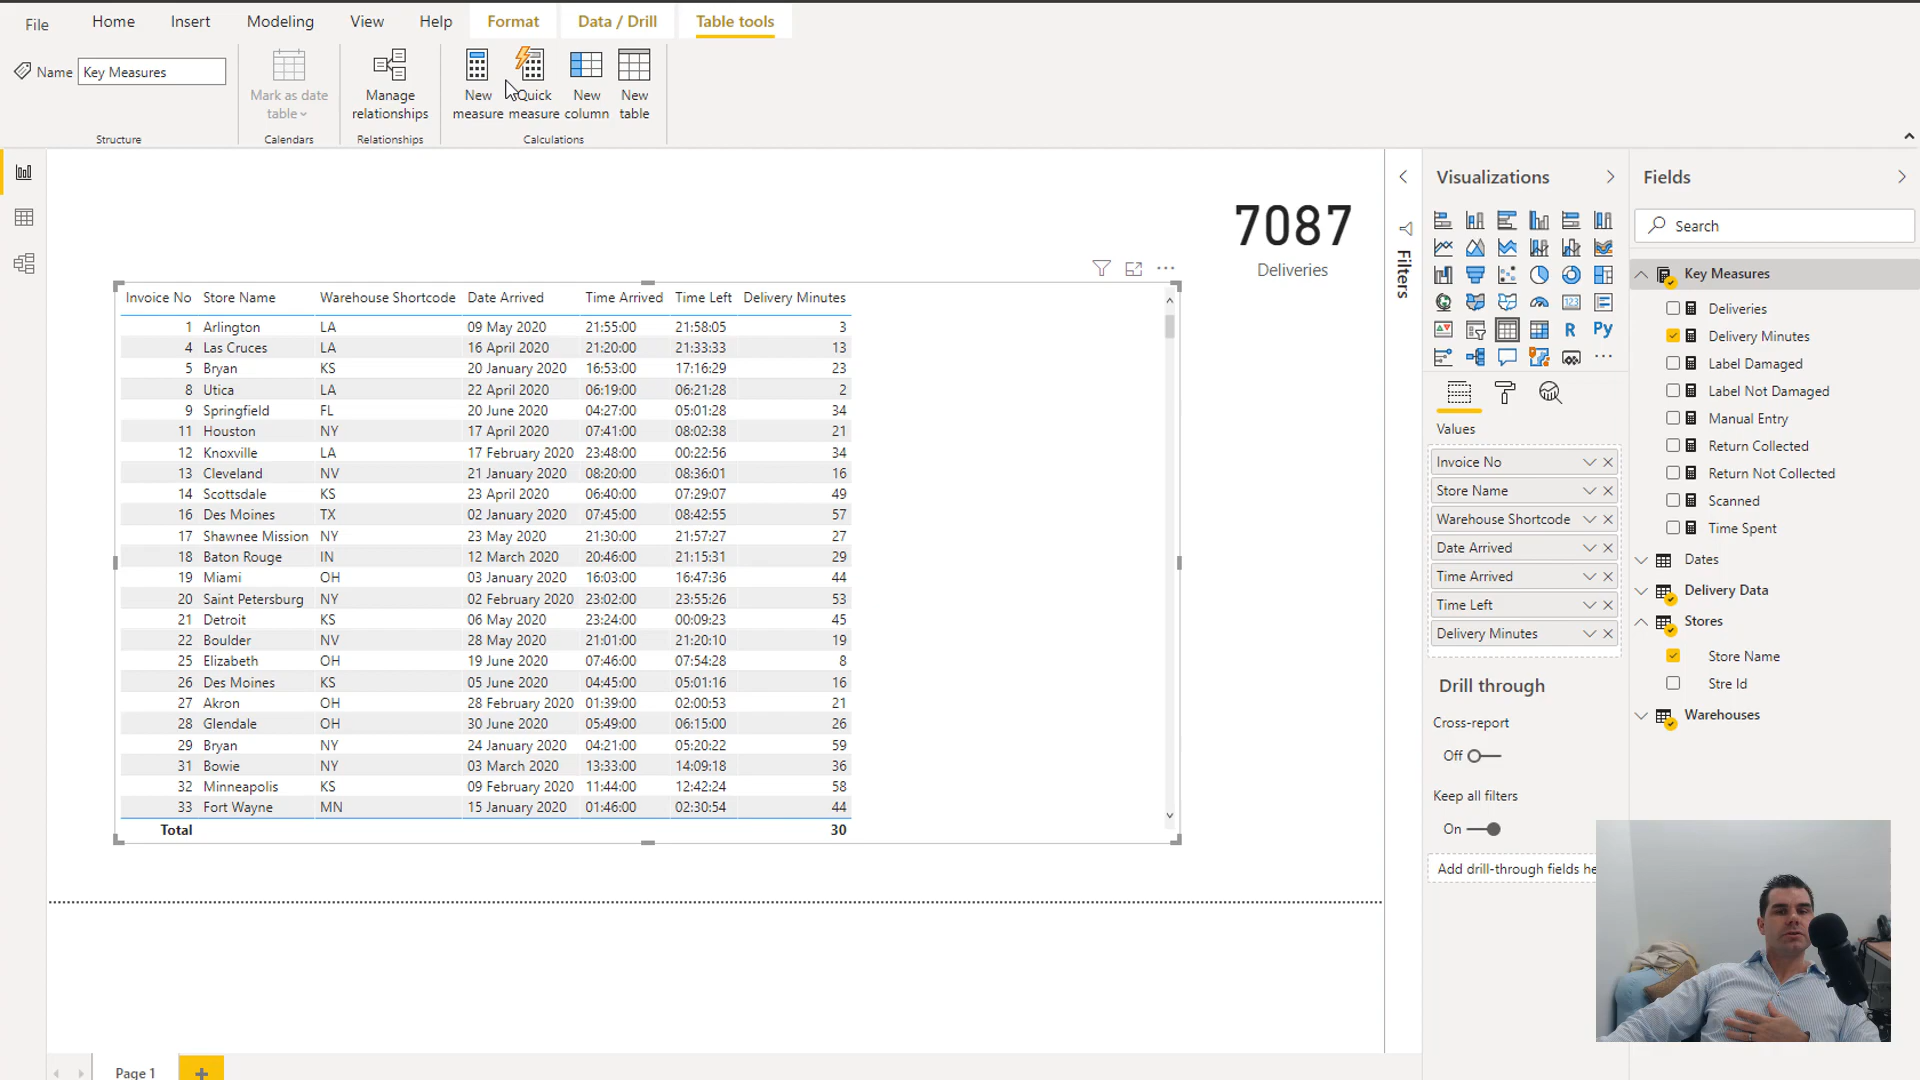 File Home Insert Modeling View Help Format Data / Drill Table tools
Name Key Measures
Mark as date table
Manage relationships
New measure
Quick measure
New column
New table
Structure Calendars Relationships Calculations
7087
Deliveries
Invoice No Store Name Warehouse Shortcode Date Arrived Time Arrived Time Left Delivery Minutes
1 Arlington LA 09 May 2020 21:55:00 21:58:05 3
4 Las Cruces LA 16 April 2020 21:20:00 21:33:33 13
5 Bryan KS 20 January 2020 16:53:00 17:16:29 23
8 Utica LA 22 April 2020 06:19:00 06:21:28 2
9 Springfield FL 20 June 2020 04:27:00 05:01:28 34
11 Houston NY 17 April 2020 07:41:00 08:02:38 21
12 Knoxville LA 17 February 2020 23:48:00 00:22:56 34
13 Cleveland NV 21 January 2020 08:20:00 08:36:01 16
14 Scottsdale KS 23 April 2020 06:40:00 07:29:07 49
16 Des Moines TX 02 January 2020 07:45:00 08:42:55 57
17 Shawnee Mission NY 23 May 2020 21:30:00 21:57:27 27
18 Baton Rouge IN 12 March 2020 20:46:00 21:15:31 29
19 Miami OH 03 January 2020 16:03:00 16:47:36 44
20 Saint Petersburg NY 02 February 2020 23:02:00 23:55:26 53
21 Detroit KS 06 May 2020 23:24:00 00:09:23 45
22 Boulder NV 28 May 2020 21:01:00 21:20:10 19
25 Elizabeth OH 19 June 2020 07:46:00 07:54:28 8
26 Des Moines KS 05 June 2020 04:45:00 05:01:16 16
27 Akron OH 28 February 2020 01:39:00 02:00:53 21
28 Glendale OH 30 June 2020 05:49:00 06:15:00 26
29 Bryan NY 24 January 2020 04:21:00 05:20:22 59
31 Bowie NY 03 March 2020 13:33:00 14:09:18 36
32 Minneapolis KS 09 February 2020 11:44:00 12:42:24 58
33 Fort Wayne MN 15 January 2020 01:46:00 02:30:54 44
Total 30
Page 1
Filters
Visualizations
R Py
Values
Invoice No
Store Name
Warehouse Shortcode
Date Arrived
Time Arrived
Time Left
Delivery Minutes
Drill through
Cross-report
Off
Keep all filters
On
Add drill-through fields he
Fields
Search
Key Measures
Deliveries
Delivery Minutes
Label Damaged
Label Not Damaged
Manual Entry
Return Collected
Return Not Collected
Scanned
Time Spent
Dates
Delivery Data
Stores
Store Name
Stre Id
Warehouses